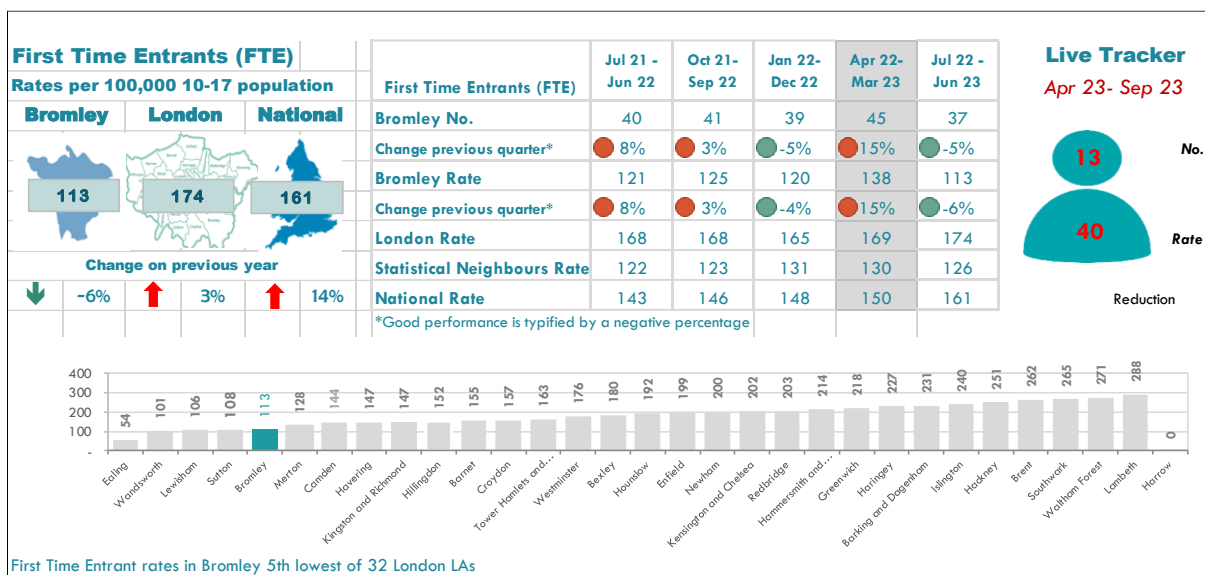 First Time Entrants (FTE)
Rates per 100,000 10-17 population
Bromley London National
113 174 161
Change on previous year
-6% 3% 14%
First Time Entrants (FTE) Jul 21 - Jun 22 Oct 21- Sep 22 Jan 22- Dec 22 Apr 22- Mar 23 Jul 22 - Jun 23
Bromley No. 40 41 39 45 37
Change previous quarter* 8% 3% -5% 15% -5%
Bromley Rate 121 125 120 138 113
Change previous quarter* 8% 3% -4% 15% -6%
London Rate 168 168 165 169 174
Statistical Neighbours Rate 122 123 131 130 126
National Rate 143 146 148 150 161
*Good performance is typified by a negative percentage
Live Tracker
Apr 23- Sep 23
13 No.
40 Rate
Reduction
400
300
200
100
-
54 101 106 108 113 128 144 147 147 152 155 157 163 176 180 192 199 200 202 203 214 218 227 231 240 251 262 265 271 288 0
Ealing
Wandsworth
Lewisham
Sutton
Bromley
Merton
Camden
Havering
Kingston and Richmond
Hillingdon
Barnet
Croydon
Tower Hamlets and...
Westminster
Bexley
Hounslow
Enfield
Newham
Kensington and Chelsea
Redbridge
Hammersmith and...
Greenwich
Haringey
Barking and Dagenham
Islington
Hackney
Brent
Southwark
Waltham Forest
Lambeth
Harrow
First Time Entrant rates in Bromley 5th lowest of 32 London LAs